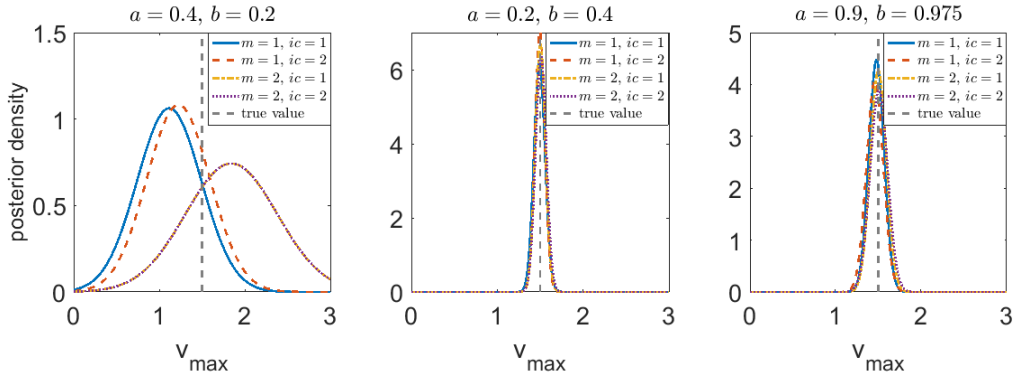 a = 0.4, b = 0.2
1.5
1
0.5
0
0
1
2
3
posterior density
v_max
m = 1, ic = 1
m = 1, ic = 2
m = 2, ic = 1
m = 2, ic = 2
true value
a = 0.2, b = 0.4
6
4
2
0
0
1
2
3
v_max
m = 1, ic = 1
m = 1, ic = 2
m = 2, ic = 1
m = 2, ic = 2
true value
a = 0.9, b = 0.975
5
4
3
2
1
0
0
1
2
3
v_max
m = 1, ic = 1
m = 1, ic = 2
m = 2, ic = 1
m = 2, ic = 2
true value